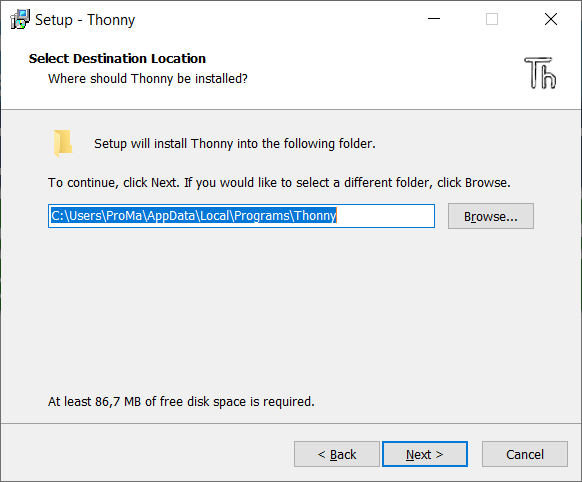 Setup - Thonny
Select Destination Location
Where should Thonny be installed?
Th
Setup will install Thonny into the following folder.
To continue, click Next. If you would like to select a different folder, click Browse.
C:\Users\ProMa\AppData\Local\Programs\Thonny
Browse...
At least 86,7 MB of free disk space is required.
< Back
Next >
Cancel